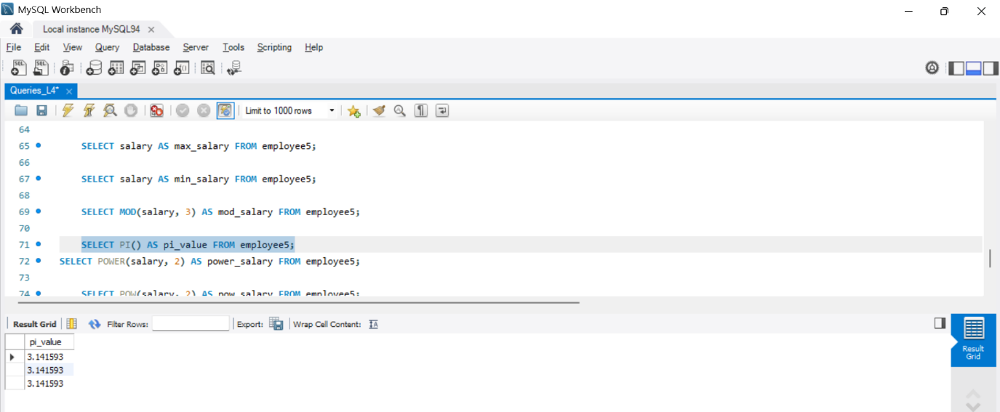 MySQL Workbench
Local instance MySQL94
File Edit View Query Database Server Tools Scripting Help
Queries_L4*
Limit to 1000 rows
64
65 SELECT salary AS max_salary FROM employee5;
66
67 SELECT salary AS min_salary FROM employee5;
68
69 SELECT MOD(salary, 3) AS mod_salary FROM employee5;
70
71 SELECT PI() AS pi_value FROM employee5;
72 SELECT POWER(salary, 2) AS power_salary FROM employee5;
73
74 SELECT POW(salary, 2) AS pow_salary FROM employee5;
Result Grid Filter Rows: Export: Wrap Cell Content: IA
pi_value
3.141593
3.141593
3.141593
Result
Grid